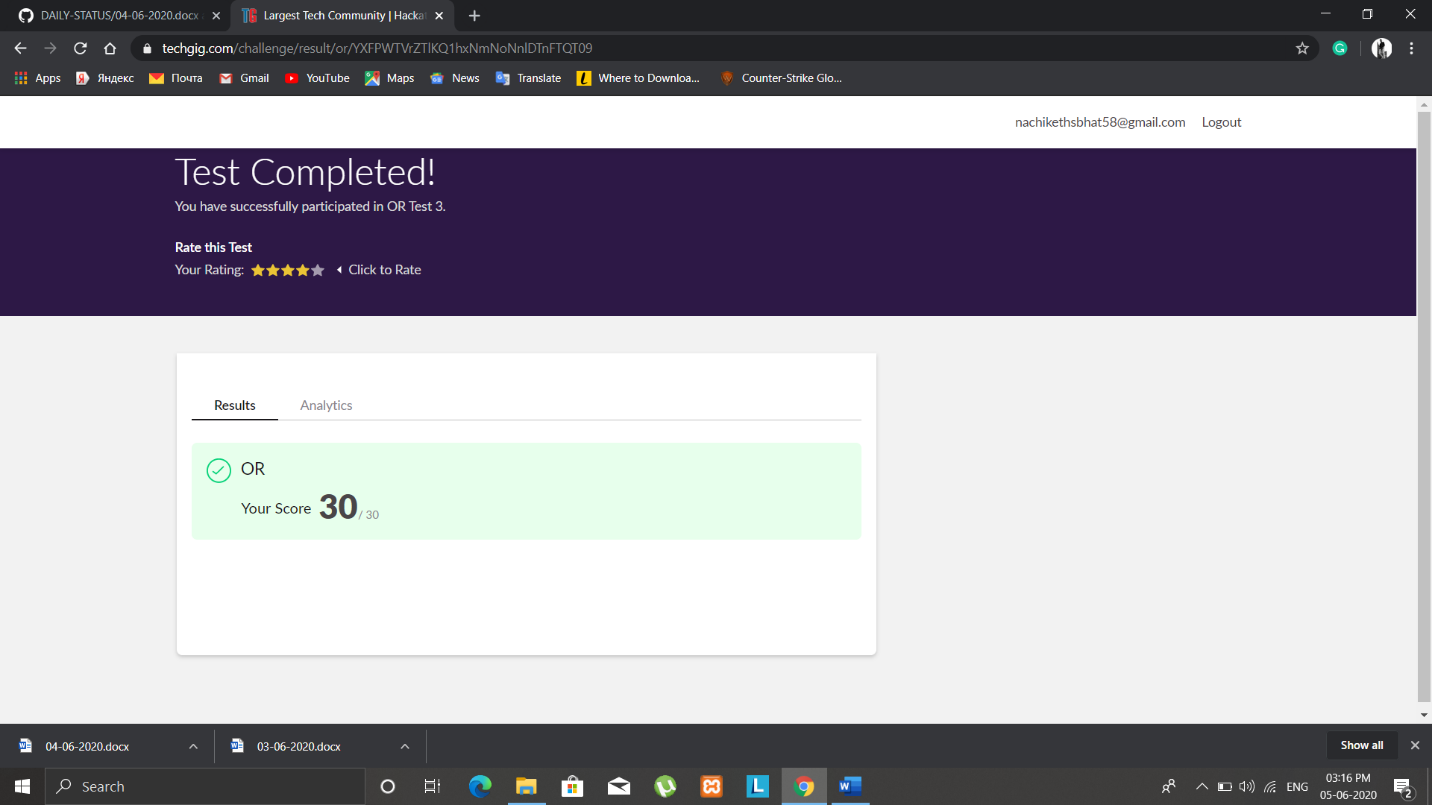 DAILY-STATUS/04-06-2020.docx
Largest Tech Community | Hacka
techgig.com/challenge/result/or/YXFPWTVrZTlKQ1hxNmNoNnlDTnFTQT09
Apps Яндекс Почта Gmail YouTube Maps News Translate Where to Downloa... Counter-Strike Glo...
nachikethsbhat58@gmail.com Logout
Test Completed!
You have successfully participated in OR Test 3.
Rate this Test
Your Rating: Click to Rate
Results Analytics
OR
Your Score 30 / 30
04-06-2020.docx 03-06-2020.docx Show all
Search
ENG
03:16 PM
05-06-2020
2